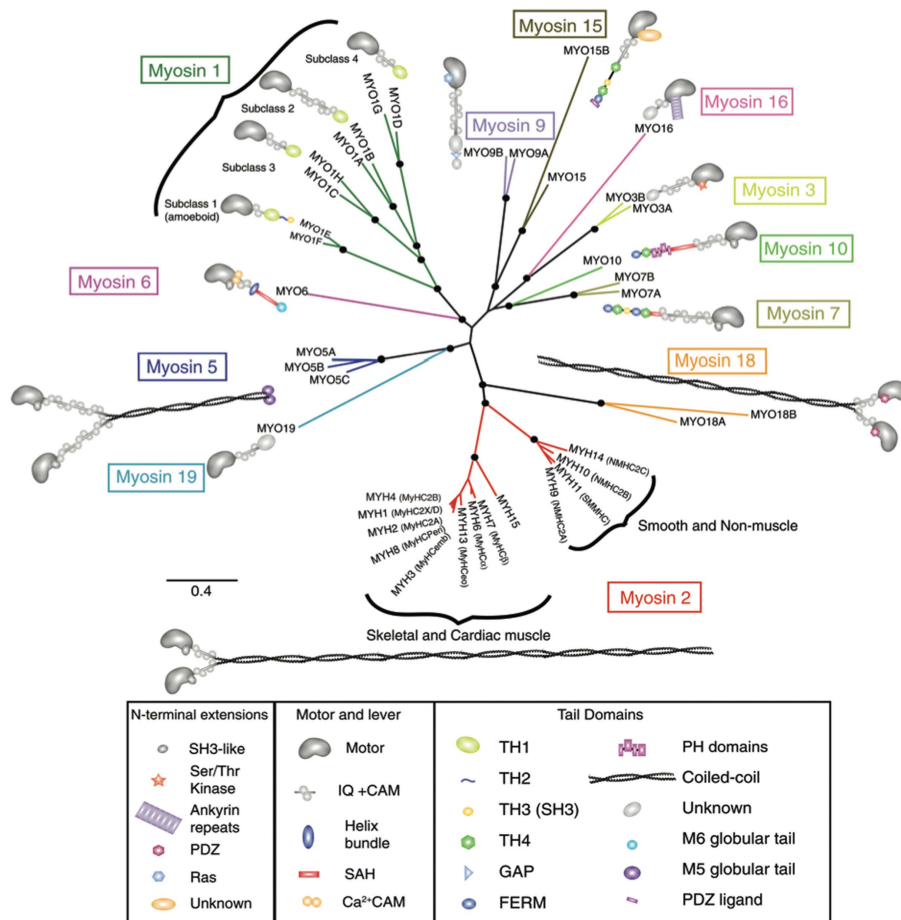 Myosin 15
MYO15B
Subclass 4
Myosin 1
Myosin 16
Subclass 2
MYO1D
MYO1G
Myosin 9
MYO16
MYO1B
MYO1A
MYO9B
MYO9A
Subclass 3
MYO1H
MYO1C
MYO15
Myosin 3
MYO3B
MYO3A
Subclass 1
(amoeboid)
MYO1E
MYO1F
Myosin 10
MYO10
MYO7B
MYO7A
Myosin 6
MYO6
Myosin 7
Myosin 5
MYO5A
MYO5B
MYO5C
Myosin 18
MYO18B
MYO18A
MYO19
Myosin 19
MYH14 (NMHC2C)
MYH10 (NMHC2B)
MYH11 (SMMHC)
MYH9 (NMHC2A)
MYH4 (MyHC2B)
MYH1 (MyHC2X/D)
MYH2 (MyHC2A)
MYH8 (MyHCPeri)
MYH3 (MyHCemb)
MYH13 (MyHCeo)
MYH6 (MyHCα)
MYH7 (MyHCβ)
MYH15
Smooth and Non-muscle
0.4
Myosin 2
Skeletal and Cardiac muscle
N-terminal extensions
SH3-like
Ser/Thr
Kinase
Ankyrin
repeats
PDZ
Ras
Unknown
Motor and lever
Motor
IQ +CAM
Helix
bundle
SAH
Ca²⁺CAM
Tail Domains
TH1
TH2
TH3 (SH3)
TH4
GAP
FERM
PH domains
Coiled-coil
Unknown
M6 globular tail
M5 globular tail
PDZ ligand